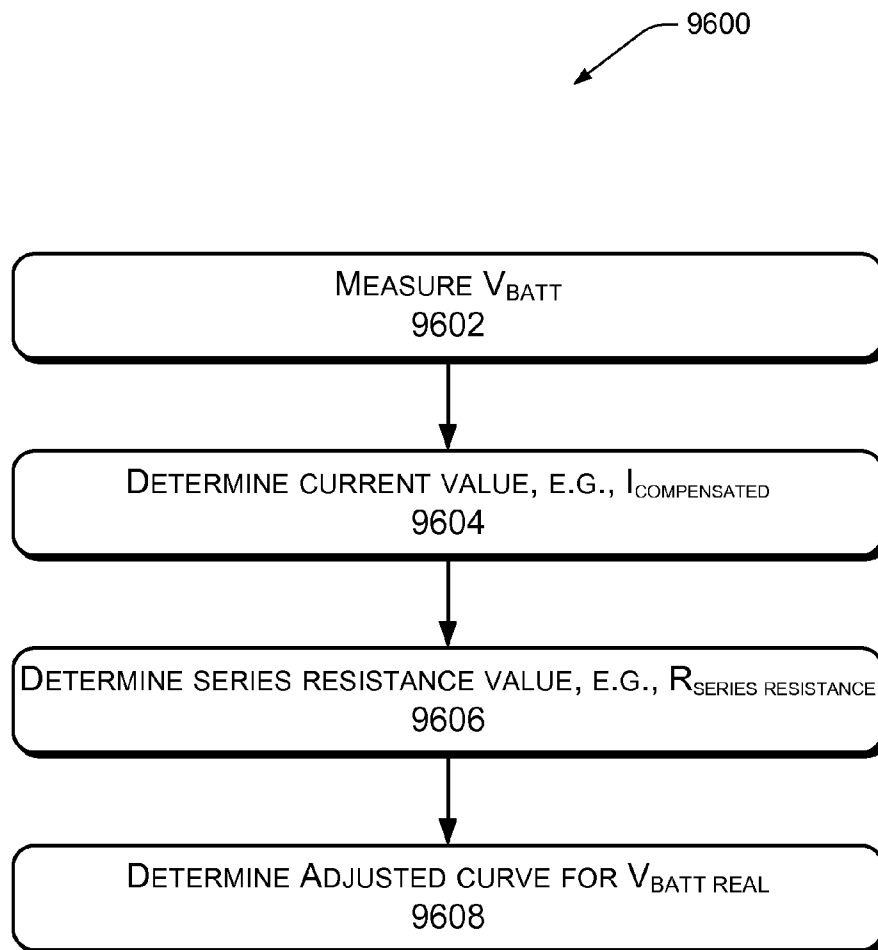 9600
MEASURE VBATT
9602
DETERMINE CURRENT VALUE, E.G., ICOMPENSATED
9604
DETERMINE SERIES RESISTANCE VALUE, E.G., RSERIES RESISTANCE
9606
DETERMINE ADJUSTED CURVE FOR VBATT REAL
9608